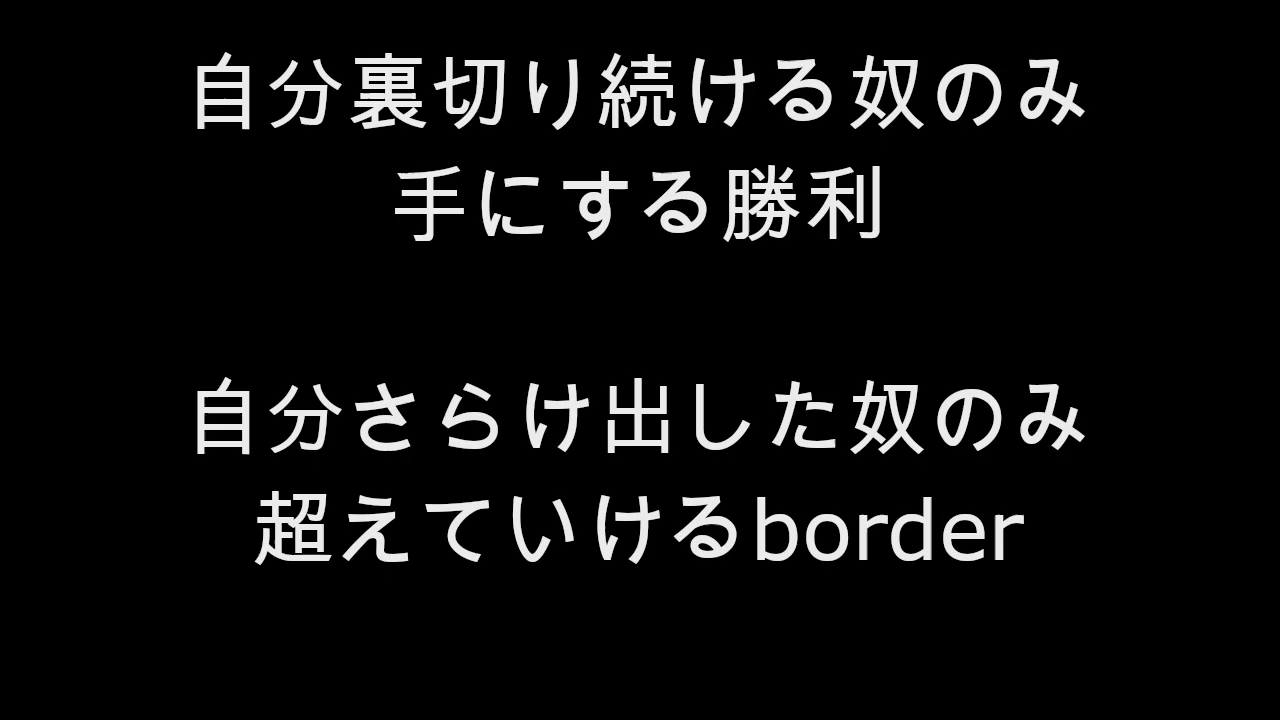 自分裏切り続ける奴のみ
手にする勝利
自分さらけ出した奴のみ
超えていけるborder